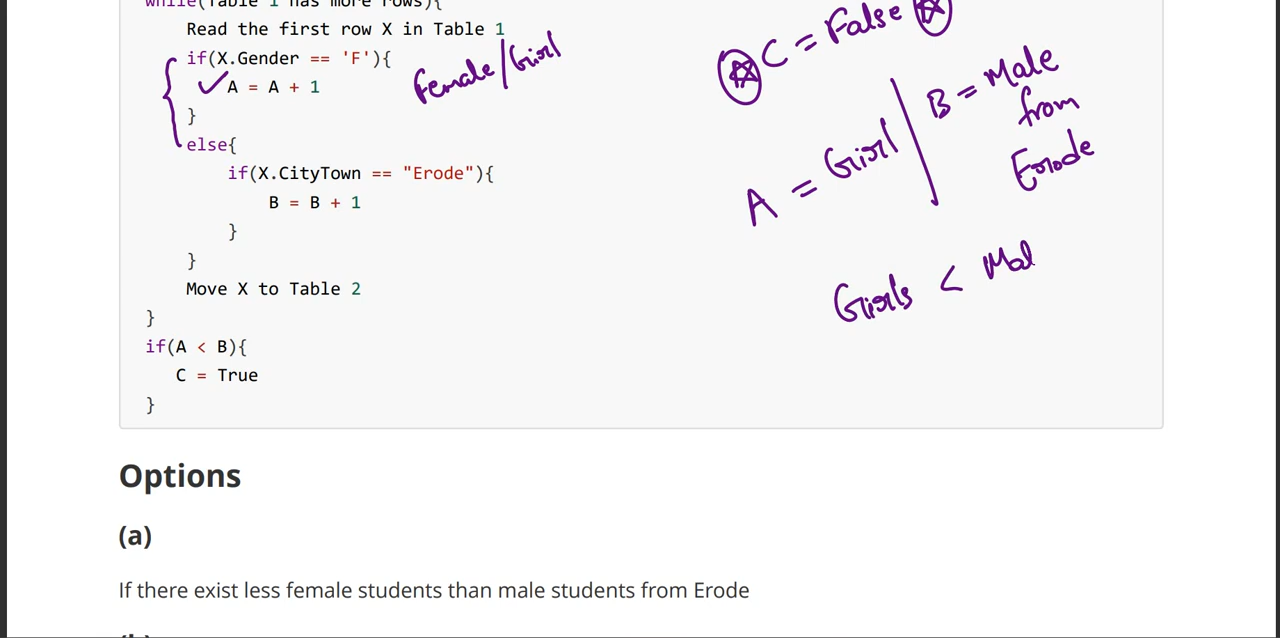 while(Table 1 has more rows){
Read the first row X in Table 1
if(X.Gender == 'F'){
A = A + 1
}
else{
if(X.CityTown == "Erode"){
B = B + 1
}
}
Move X to Table 2
}
if(A < B){
C = True
}
Female/Girl
C = False
A = Girl
B = Male
from
Erode
Girls < Mal
Options
(a)
If there exist less female students than male students from Erode